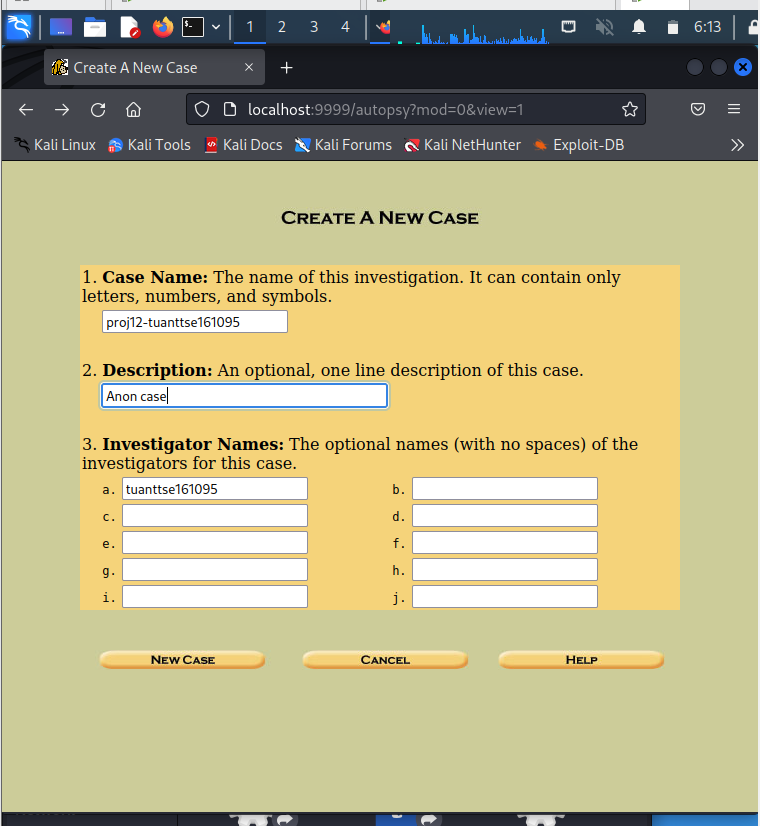 1 2 3 4 6:13
Create A New Case
localhost:9999/autopsy?mod=0&view=1
Kali Linux Kali Tools Kali Docs Kali Forums Kali NetHunter Exploit-DB
CREATE A NEW CASE
1. Case Name: The name of this investigation. It can contain only
letters, numbers, and symbols.
proj12-tuanttse161095
2. Description: An optional, one line description of this case.
Anon case
3. Investigator Names: The optional names (with no spaces) of the
investigators for this case.
a. tuanttse161095 b.
c. d.
e. f.
g. h.
i. j.
NEW CASE CANCEL HELP